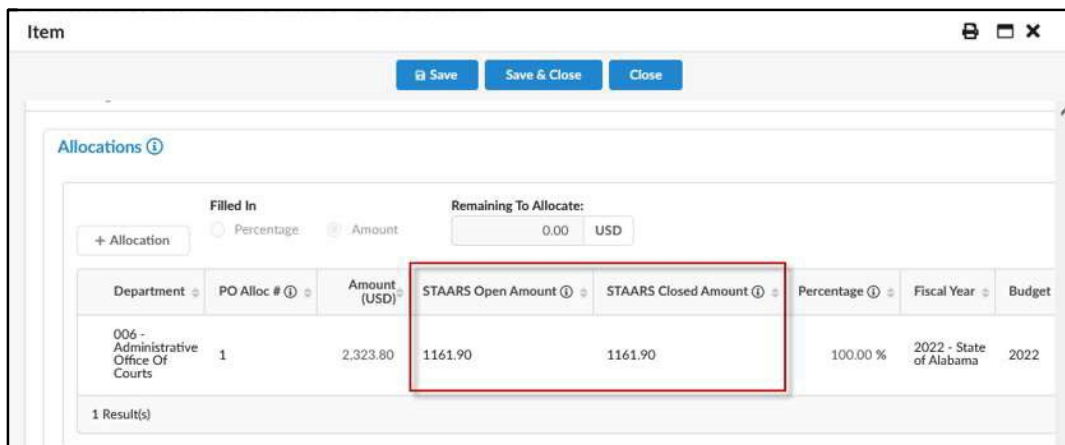 Item
Save Save & Close Close
Allocations
Filled In Remaining To Allocate:
+ Allocation Percentage Amount 0.00 USD
Department PO Alloc # Amount (USD) STAARS Open Amount STAARS Closed Amount Percentage Fiscal Year Budget
006 -
Administrative
Office Of
Courts
1 2,323.80 1161.90 1161.90 100.00 % 2022 - State
of Alabama
2022
1 Result(s)